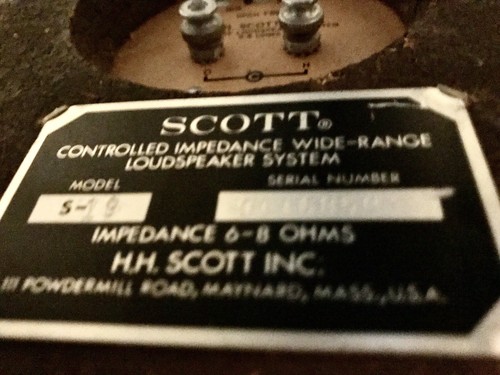 SCOTT®
CONTROLLED IMPEDANCE WIDE-RANGE
LOUDSPEAKER SYSTEM
MODEL SERIAL NUMBER
IMPEDANCE 6-8 OHMS
H.H. SCOTT INC.
111 POWDERMILL ROAD, MAYNARD, MASS., U.S.A.